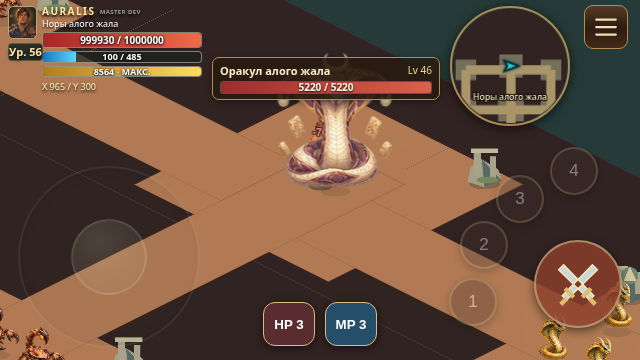 AURALIS MASTER DEV
Норы алого жала
999930 / 1000000
Ур. 56
100 / 485
8564 · МАКС.
X 965 / Y 300
Оракул алого жала Lv 46
5220 / 5220
Норы алого жала
4
3
2
1
HP 3
MP 3